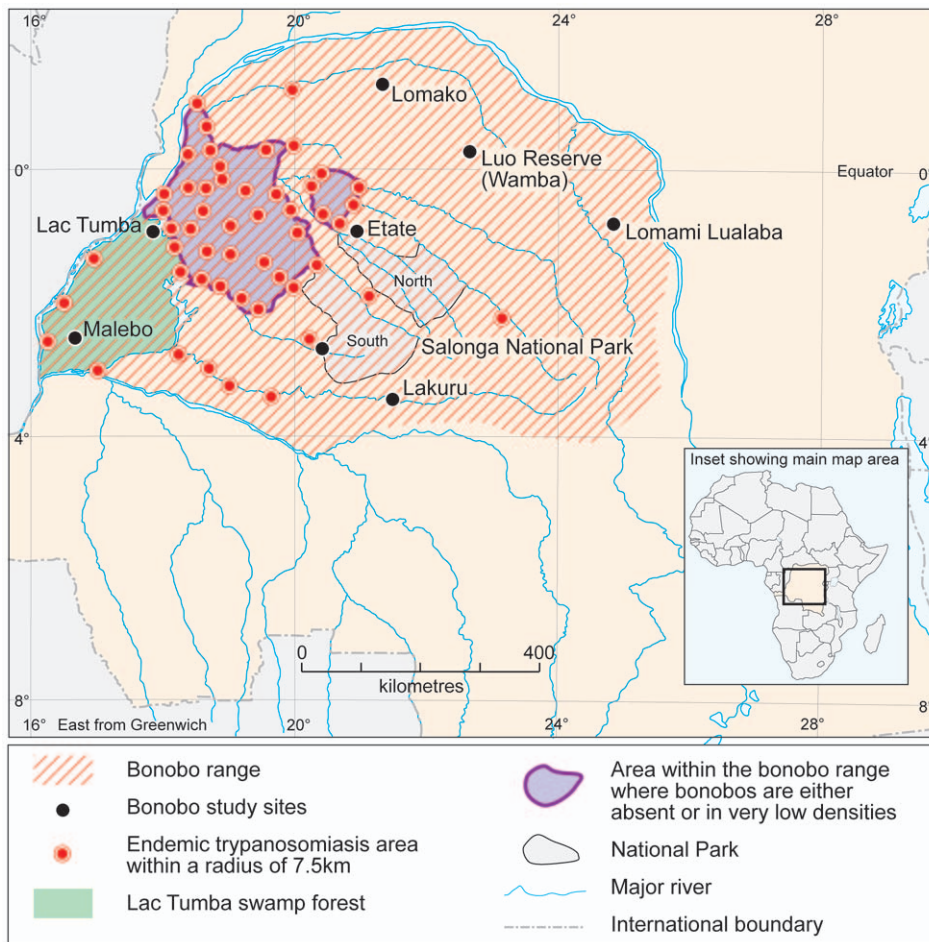 16°
20°
24°
28°
Lomako
Luo Reserve
(Wamba)
0°
Equator
0°
Lac Tumba
Etate
Lomami Lualaba
North
Malebo
South
Salonga National Park
Lakuru
4°
4°
Inset showing main map area
0
400
kilometres
8°
8°
16°
East from Greenwich
20°
24°
28°
Bonobo range
Bonobo study sites
Endemic trypanosomiasis area
within a radius of 7.5km
Lac Tumba swamp forest
Area within the bonobo range
where bonobos are either
absent or in very low densities
National Park
Major river
International boundary